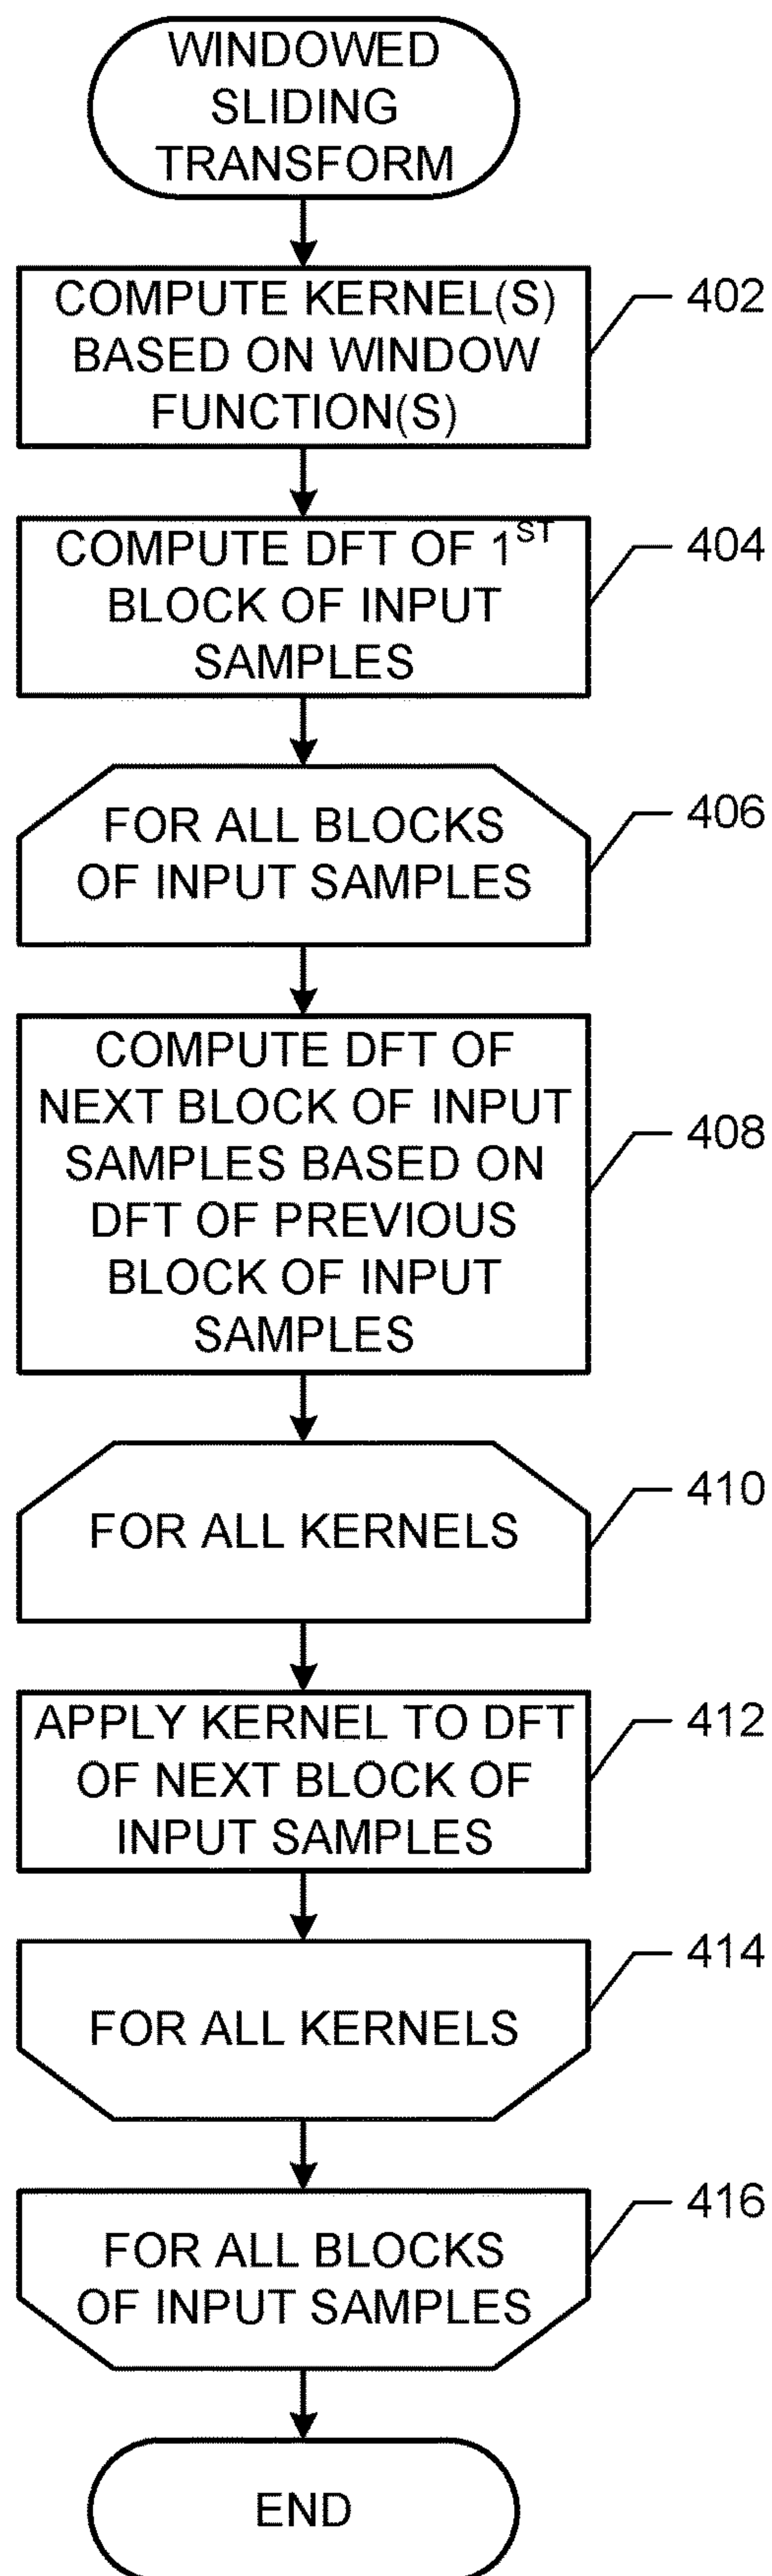 WINDOWED
SLIDING
TRANSFORM
COMPUTE KERNEL(S)
BASED ON WINDOW
FUNCTION(S)
402
COMPUTE DFT OF 1ST
BLOCK OF INPUT
SAMPLES
404
FOR ALL BLOCKS
OF INPUT SAMPLES
406
COMPUTE DFT OF
NEXT BLOCK OF INPUT
SAMPLES BASED ON
DFT OF PREVIOUS
BLOCK OF INPUT
SAMPLES
408
FOR ALL KERNELS
410
APPLY KERNEL TO DFT
OF NEXT BLOCK OF
INPUT SAMPLES
412
FOR ALL KERNELS
414
FOR ALL BLOCKS
OF INPUT SAMPLES
416
END